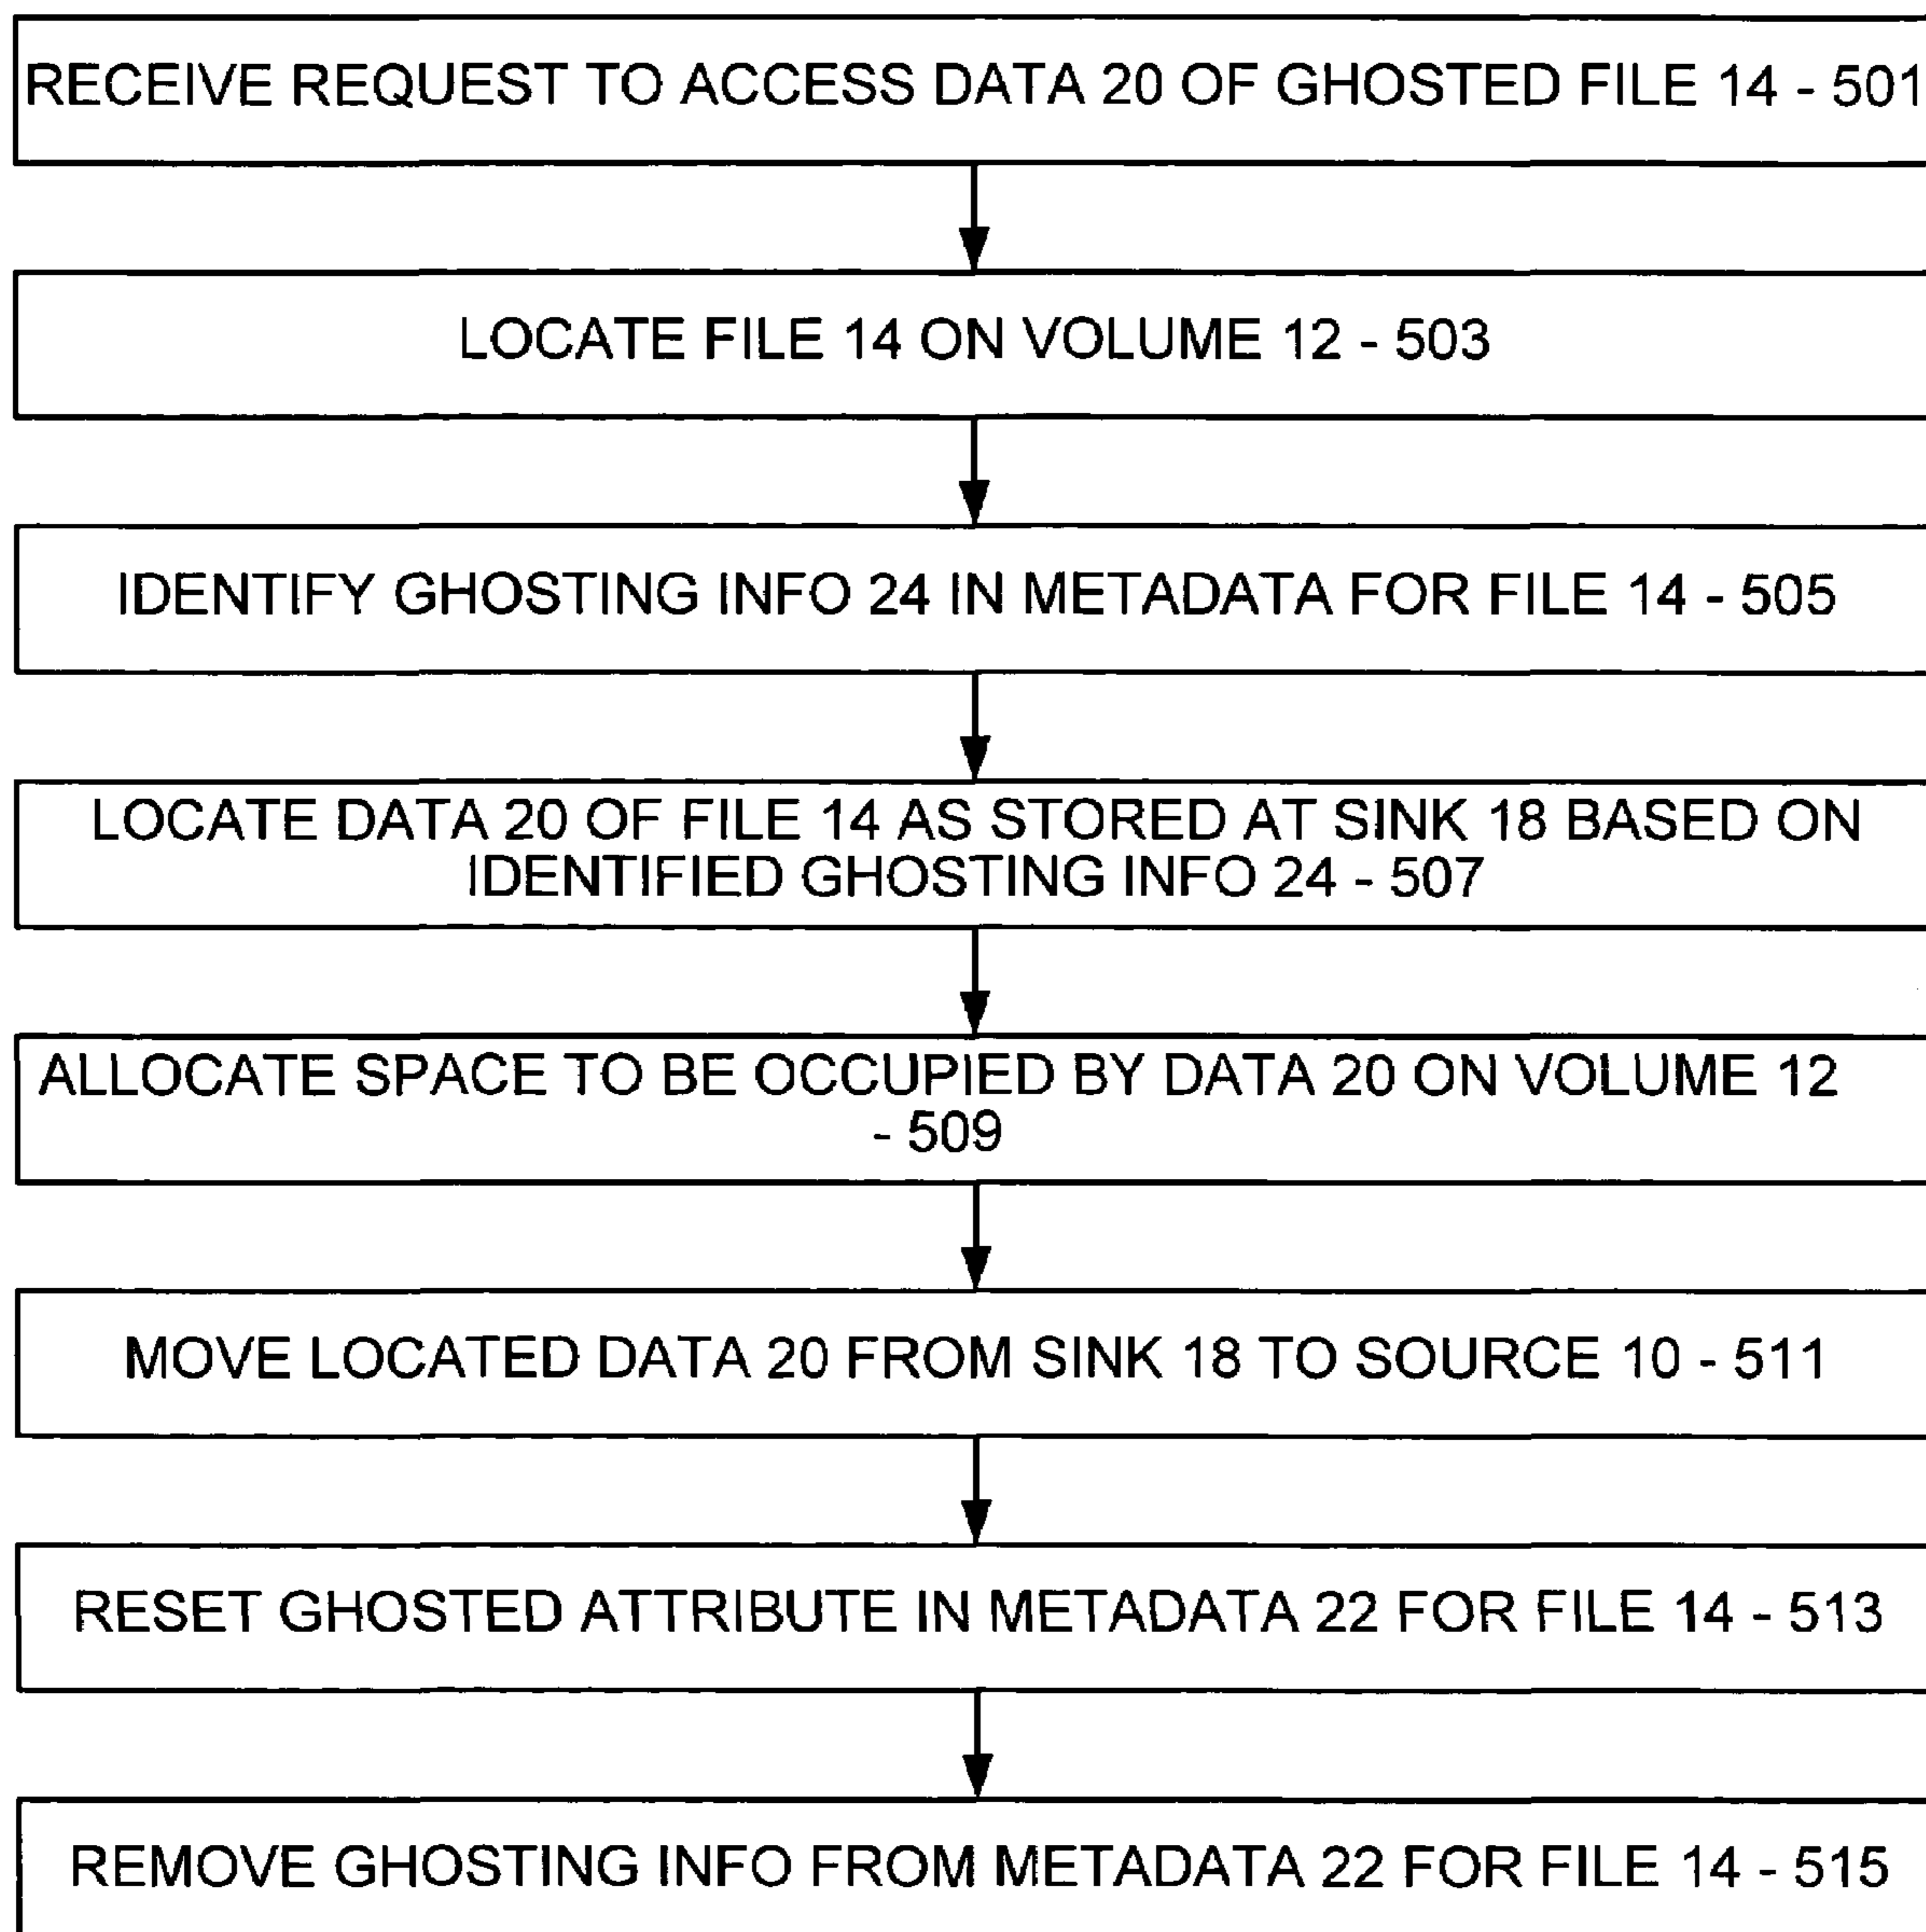 RECEIVE REQUEST TO ACCESS DATA 20 OF GHOSTED FILE 14 - 501
LOCATE FILE 14 ON VOLUME 12 - 503
IDENTIFY GHOSTING INFO 24 IN METADATA FOR FILE 14 - 505
LOCATE DATA 20 OF FILE 14 AS STORED AT SINK 18 BASED ON
IDENTIFIED GHOSTING INFO 24 - 507
ALLOCATE SPACE TO BE OCCUPIED BY DATA 20 ON VOLUME 12
- 509
MOVE LOCATED DATA 20 FROM SINK 18 TO SOURCE 10 - 511
RESET GHOSTED ATTRIBUTE IN METADATA 22 FOR FILE 14 - 513
REMOVE GHOSTING INFO FROM METADATA 22 FOR FILE 14 - 515